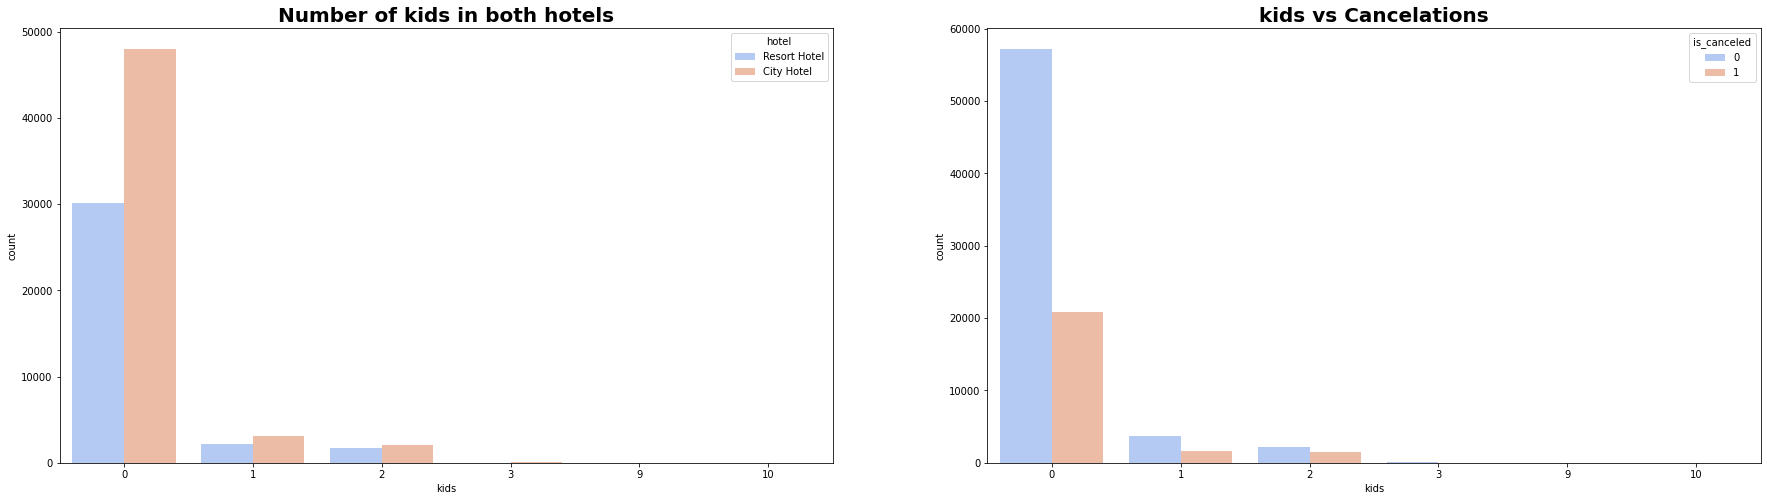 Number of kids in both hotels
50000
40000
30000
20000
10000
0
count
hotel
Resort Hotel
City Hotel
0 1 2 3 9 10
kids
kids vs Cancelations
60000
50000
40000
30000
20000
10000
0
count
is_canceled
0
1
0 1 2 3 9 10
kids